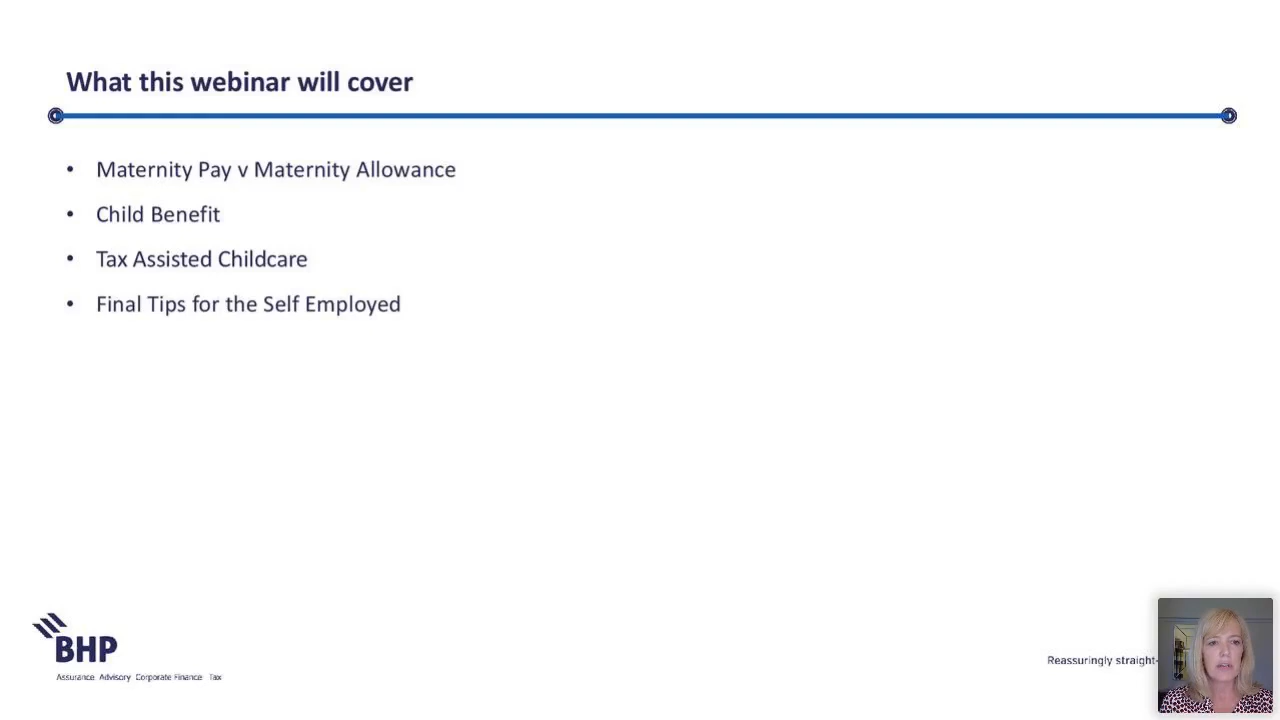 What this webinar will cover
• Maternity Pay v Maternity Allowance
• Child Benefit
• Tax Assisted Childcare
• Final Tips for the Self Employed
BHP
Assurance Advisory Corporate Finance Tax
Reassuringly straight-